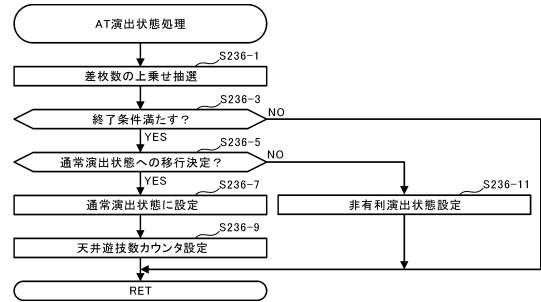 AT演出状態処理
S236-1
差枚数の上乗せ抽選
S236-3
終了条件満たす？
NO
YES
S236-5
通常演出状態への移行決定？
NO
YES
S236-7
通常演出状態に設定
S236-11
非有利演出状態設定
S236-9
天井遊技数カウンタ設定
RET